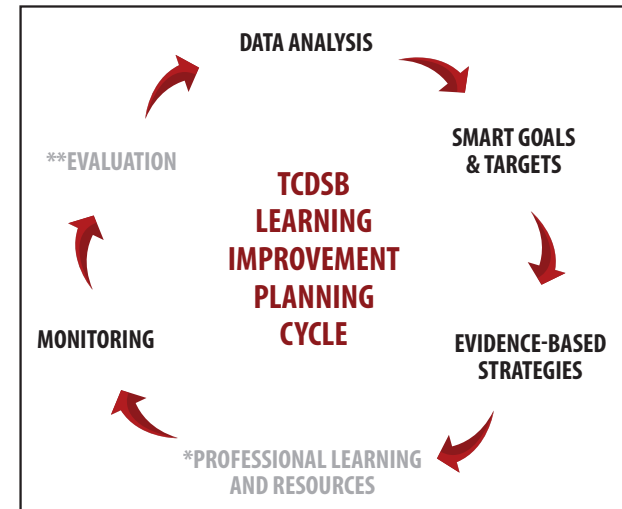 DATA ANALYSIS
SMART GOALS
& TARGETS
EVIDENCE-BASED
STRATEGIES
*PROFESSIONAL LEARNING
AND RESOURCES
MONITORING
**EVALUATION
TCDSB
LEARNING
IMPROVEMENT
PLANNING
CYCLE